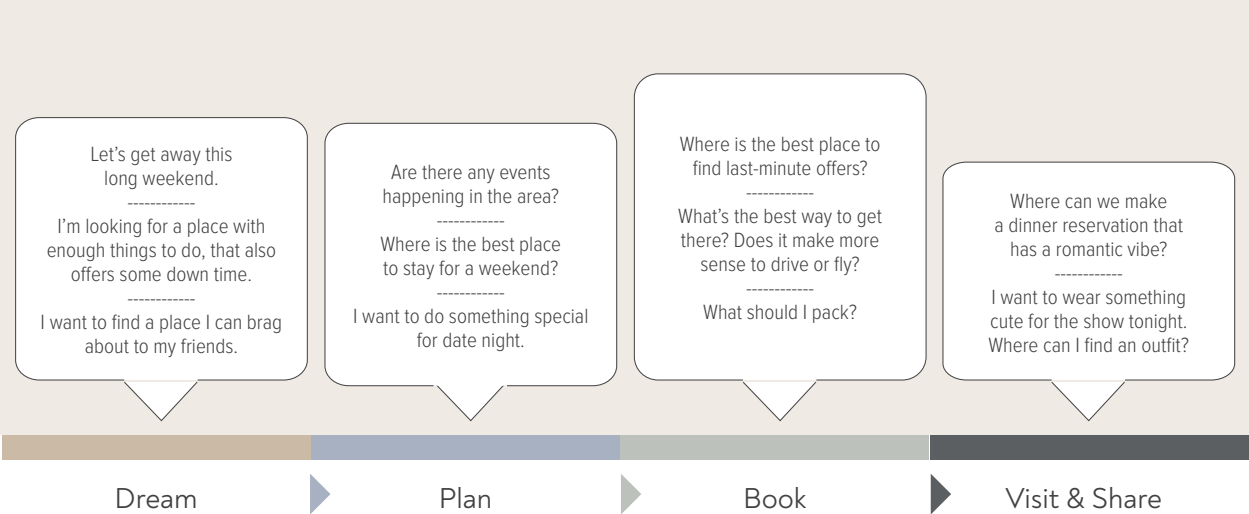 Let's get away this
long weekend.
------------
I'm looking for a place with
enough things to do, that also
offers some down time.
------------
I want to find a place I can brag
about to my friends.
Are there any events
happening in the area?
------------
Where is the best place
to stay for a weekend?
------------
I want to do something special
for date night.
Where is the best place to
find last-minute offers?
------------
What's the best way to get
there? Does it make more
sense to drive or fly?
------------
What should I pack?
Where can we make
a dinner reservation that
has a romantic vibe?
------------
I want to wear something
cute for the show tonight.
Where can I find an outfit?
Dream
Plan
Book
Visit & Share